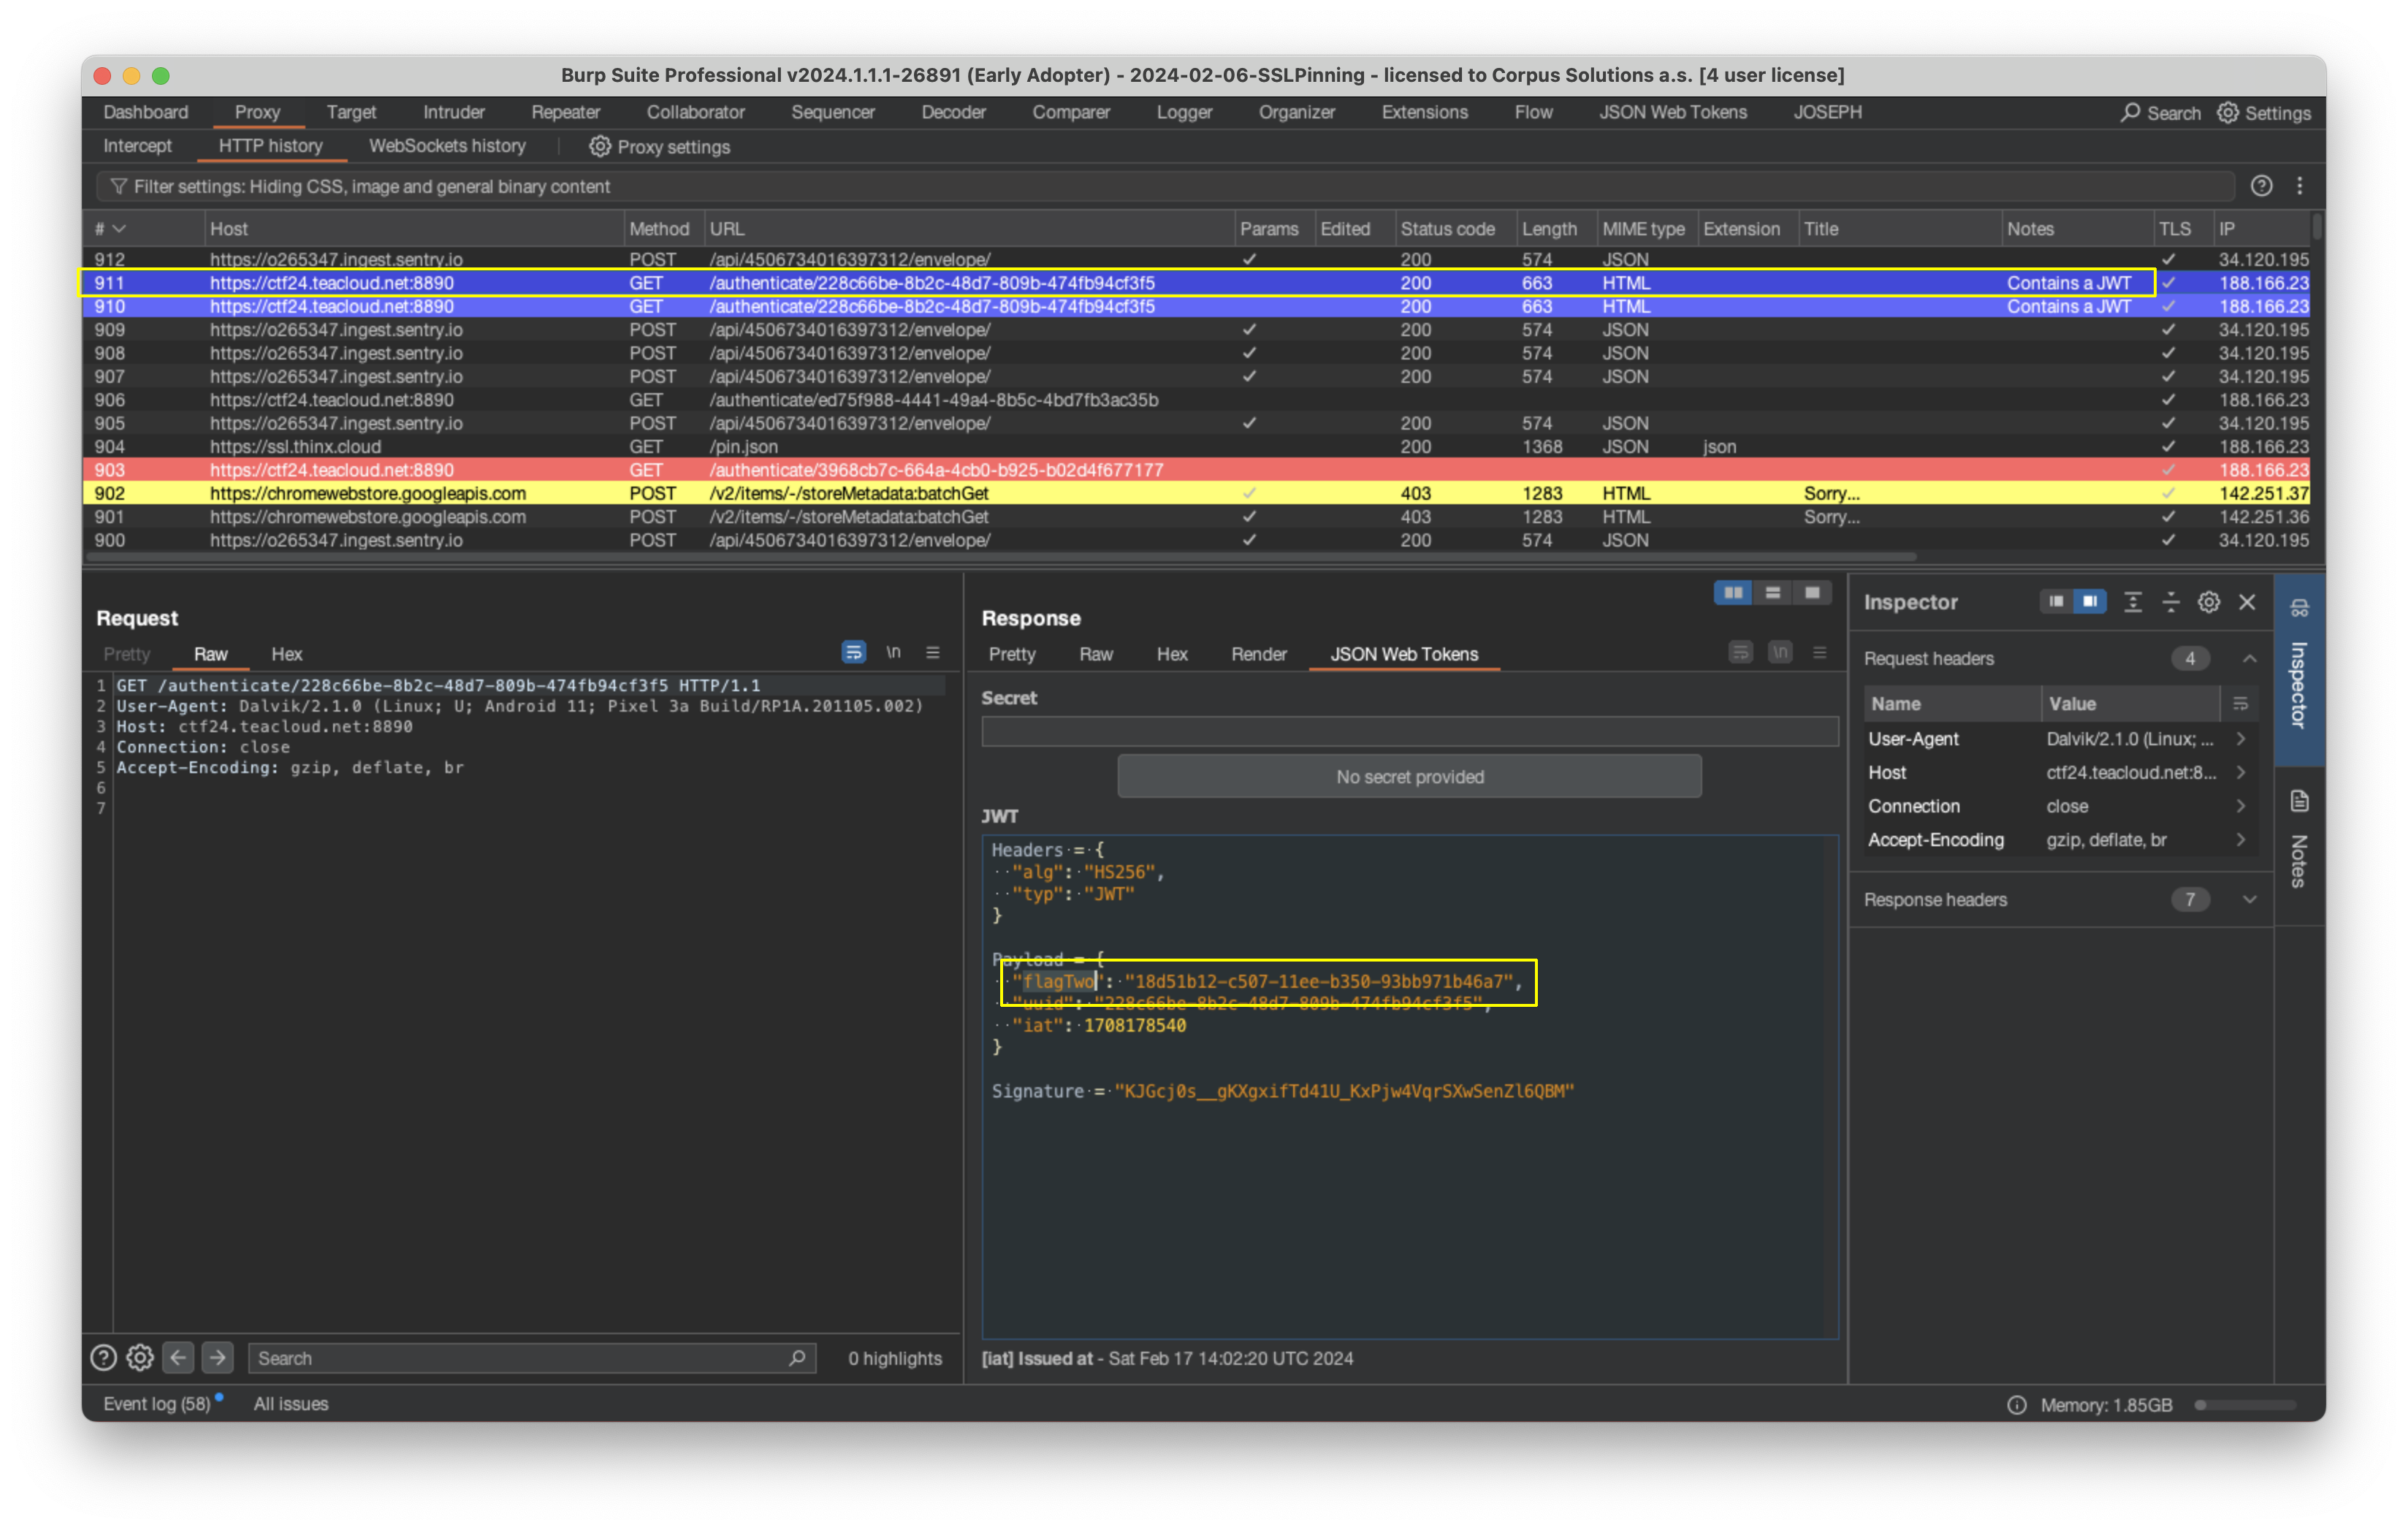 Burp Suite Professional v2024.1.1.1-26891 (Early Adopter) - 2024-02-06-SSLPinning - licensed to Corpus Solutions a.s. [4 user license]
Dashboard Proxy Target Intruder Repeater Collaborator Sequencer Decoder Comparer Logger Organizer Extensions Flow JSON Web Tokens JOSEPH Search Settings
Intercept HTTP history WebSockets history Proxy settings
Filter settings: Hiding CSS, image and general binary content
# Host Method URL Params Edited Status code Length MIME type Extension Title Notes TLS IP
912 https://o265347.ingest.sentry.io POST /api/4506734016397312/envelope/ ✓ 200 574 JSON ✓ 34.120.195
911 https://ctf24.teacloud.net:8890 GET /authenticate/228c66be-8b2c-48d7-809b-474fb94cf3f5 200 663 HTML Contains a JWT ✓ 188.166.23
910 https://ctf24.teacloud.net:8890 GET /authenticate/228c66be-8b2c-48d7-809b-474fb94cf3f5 200 663 HTML Contains a JWT ✓ 188.166.23
909 https://o265347.ingest.sentry.io POST /api/4506734016397312/envelope/ ✓ 200 574 JSON ✓ 34.120.195
908 https://o265347.ingest.sentry.io POST /api/4506734016397312/envelope/ ✓ 200 574 JSON ✓ 34.120.195
907 https://o265347.ingest.sentry.io POST /api/4506734016397312/envelope/ ✓ 200 574 JSON ✓ 34.120.195
906 https://ctf24.teacloud.net:8890 GET /authenticate/ed75f988-4441-49a4-8b5c-4bd7fb3ac35b ✓ 188.166.23
905 https://o265347.ingest.sentry.io POST /api/4506734016397312/envelope/ ✓ 200 574 JSON ✓ 34.120.195
904 https://ssl.thinx.cloud GET /pin.json 200 1368 JSON json ✓ 188.166.23
903 https://ctf24.teacloud.net:8890 GET /authenticate/3968cb7c-664a-4cb0-b925-b02d4f677177 ✓ 188.166.23
902 https://chromewebstore.googleapis.com POST /v2/items/-/storeMetadata:batchGet ✓ 403 1283 HTML Sorry... ✓ 142.251.37
901 https://chromewebstore.googleapis.com POST /v2/items/-/storeMetadata:batchGet ✓ 403 1283 HTML Sorry... ✓ 142.251.36
900 https://o265347.ingest.sentry.io POST /api/4506734016397312/envelope/ ✓ 200 574 JSON ✓ 34.120.195
Request
Pretty Raw Hex \n
1 GET /authenticate/228c66be-8b2c-48d7-809b-474fb94cf3f5 HTTP/1.1
2 User-Agent: Dalvik/2.1.0 (Linux; U; Android 11; Pixel 3a Build/RP1A.201105.002)
3 Host: ctf24.teacloud.net:8890
4 Connection: close
5 Accept-Encoding: gzip, deflate, br
6
7
Search 0 highlights
Response
Pretty Raw Hex Render JSON Web Tokens \n
Secret
No secret provided
JWT
Headers = {
"alg": "HS256",
"typ": "JWT"
}
Payload = {
"flagTwo": "18d51b12-c507-11ee-b350-93bb971b46a7",
"uuid": "228c66be-8b2c-48d7-809b-474fb94cf3f5",
"iat": 1708178540
}
Signature = "KJGcj0s__gKXgxifTd41U_KxPjw4VqrSXwSenZl6QBM"
[iat] Issued at - Sat Feb 17 14:02:20 UTC 2024
Inspector
Request headers 4
Name Value
User-Agent Dalvik/2.1.0 (Linux; ...
Host ctf24.teacloud.net:8...
Connection close
Accept-Encoding gzip, deflate, br
Response headers 7
Inspector
Notes
Event log (58) All issues Memory: 1.85GB